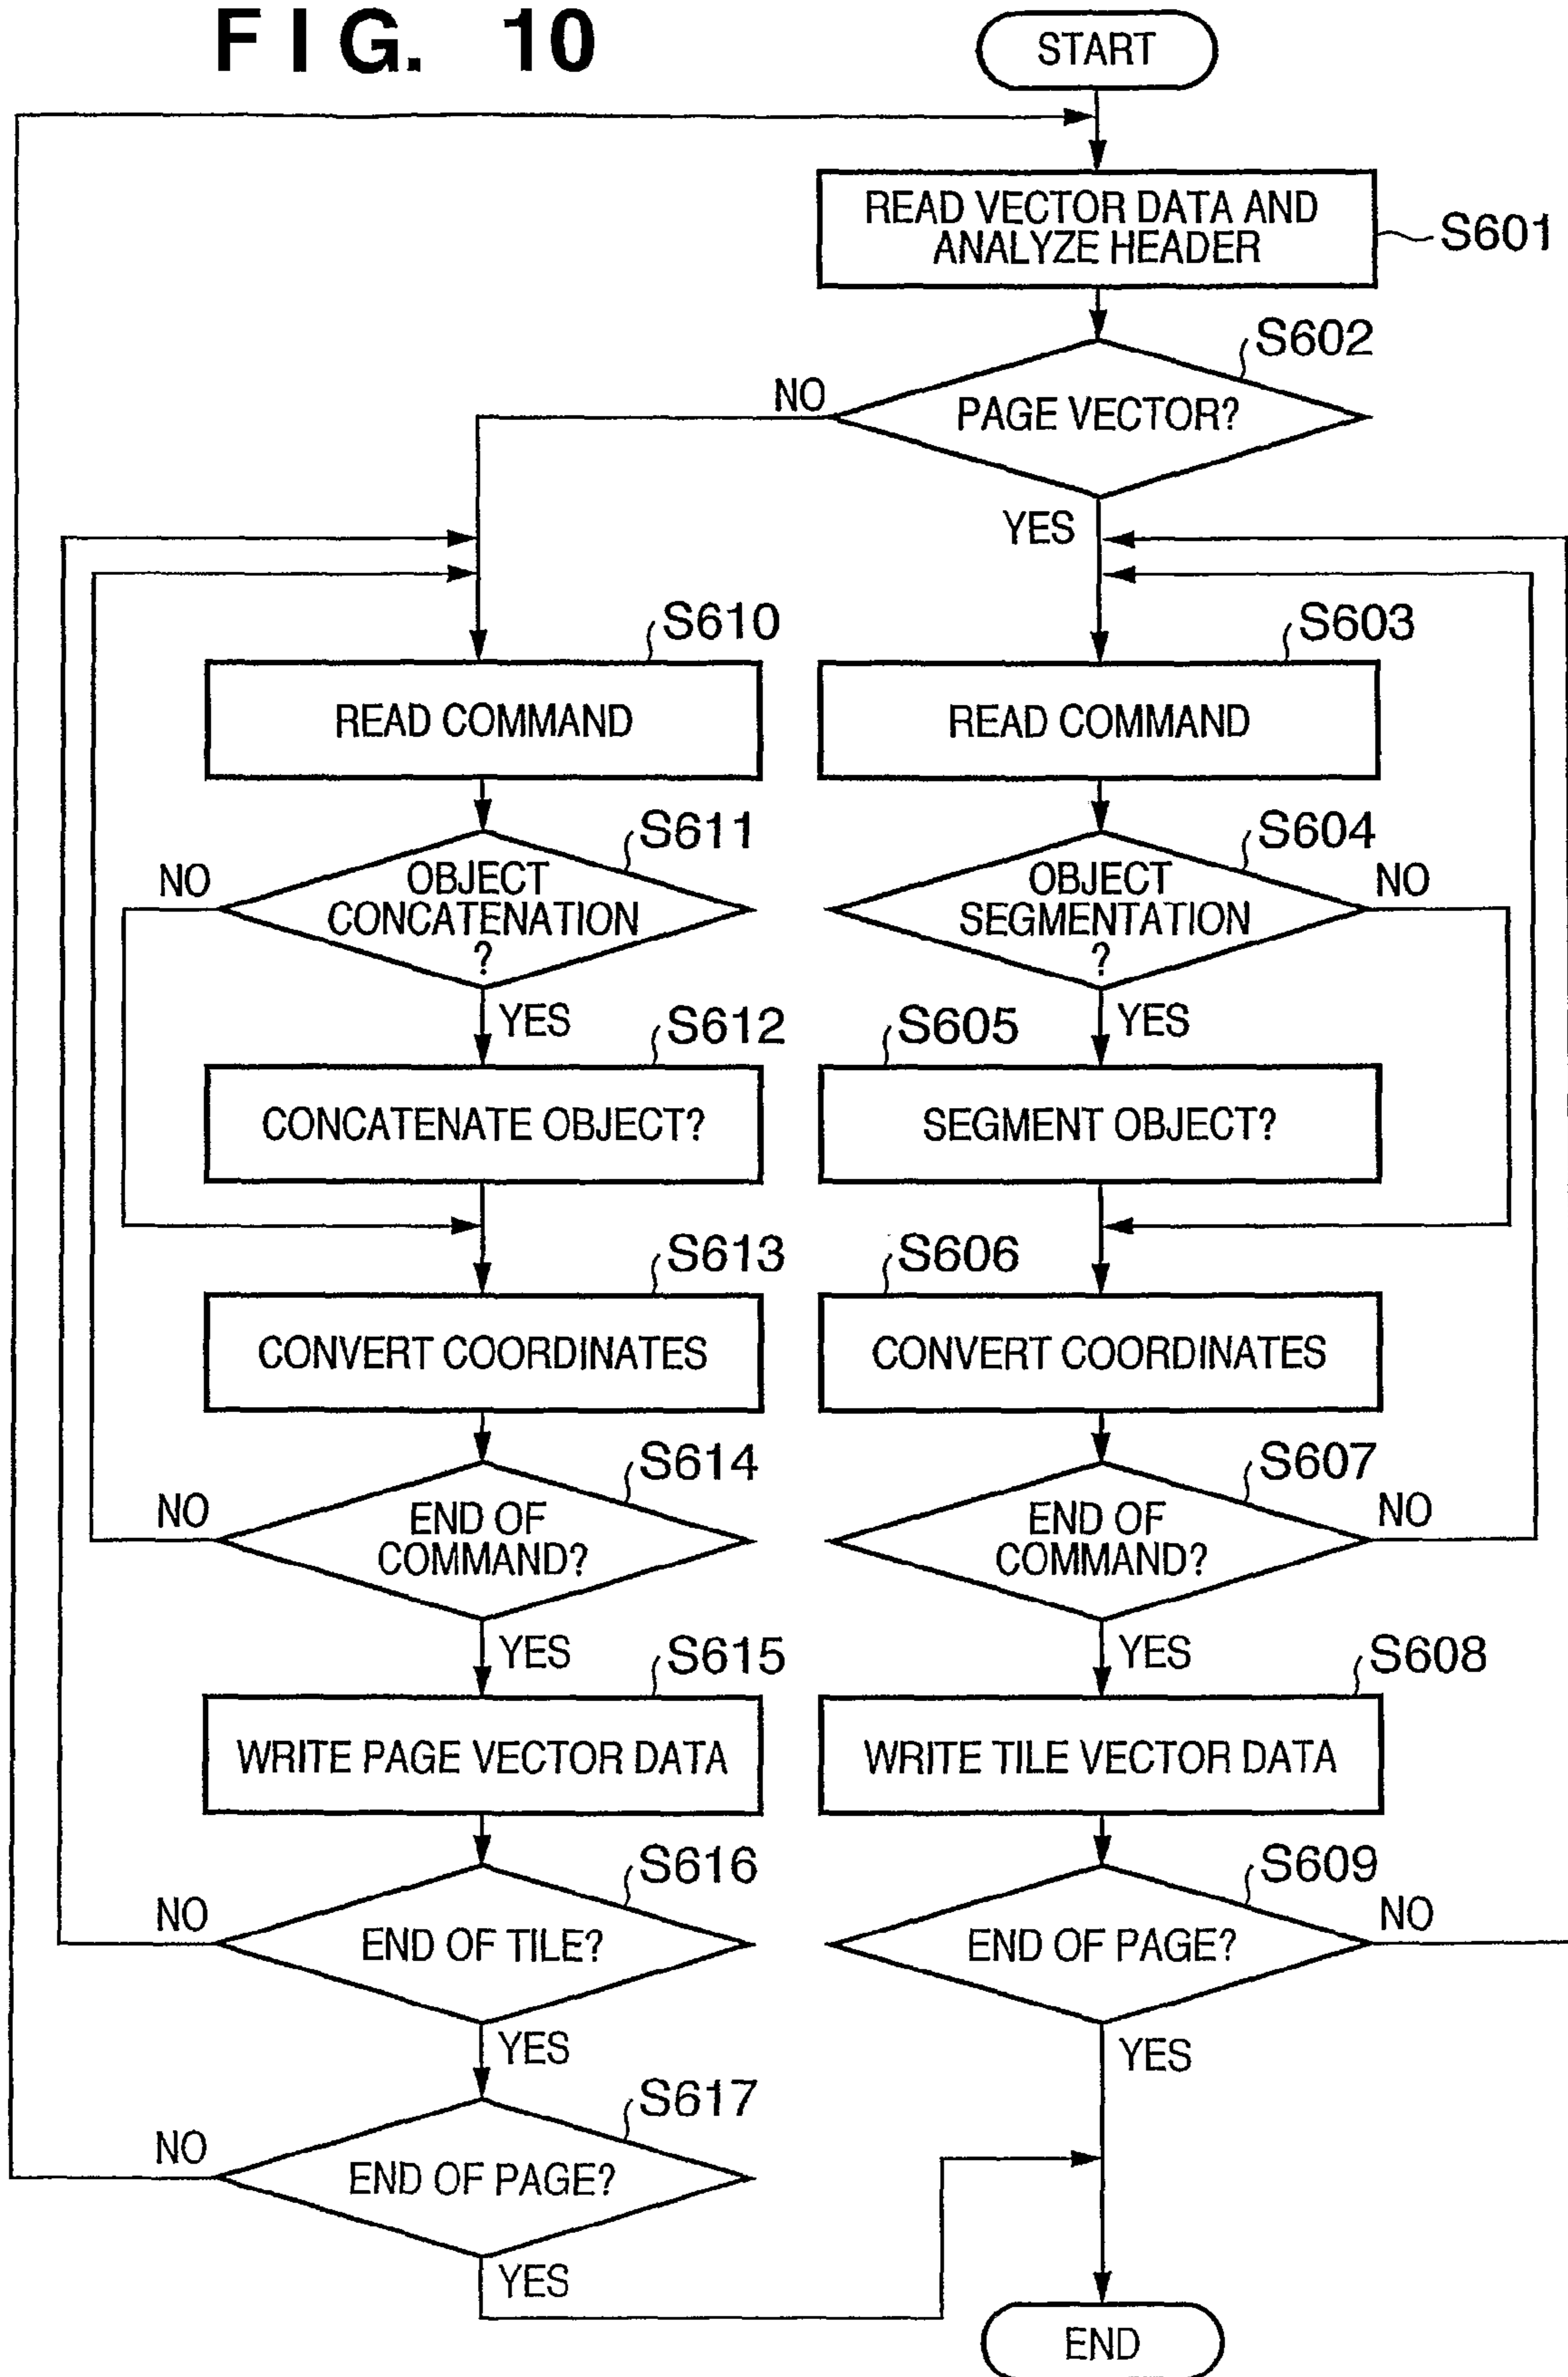 FIG. 10
START
READ VECTOR DATA AND
ANALYZE HEADER
S601
S602
NO
PAGE VECTOR?
YES
S610
S603
READ COMMAND
READ COMMAND
S611
S604
NO
OBJECT
CONCATENATION
?
OBJECT
SEGMENTATION
?
NO
YES
S612
S605
YES
CONCATENATE OBJECT?
SEGMENT OBJECT?
S613
S606
CONVERT COORDINATES
CONVERT COORDINATES
S614
S607
NO
END OF
COMMAND?
END OF
COMMAND?
NO
YES
S615
YES
S608
WRITE PAGE VECTOR DATA
WRITE TILE VECTOR DATA
S616
S609
NO
END OF TILE?
END OF PAGE?
NO
YES
YES
S617
NO
END OF PAGE?
YES
END